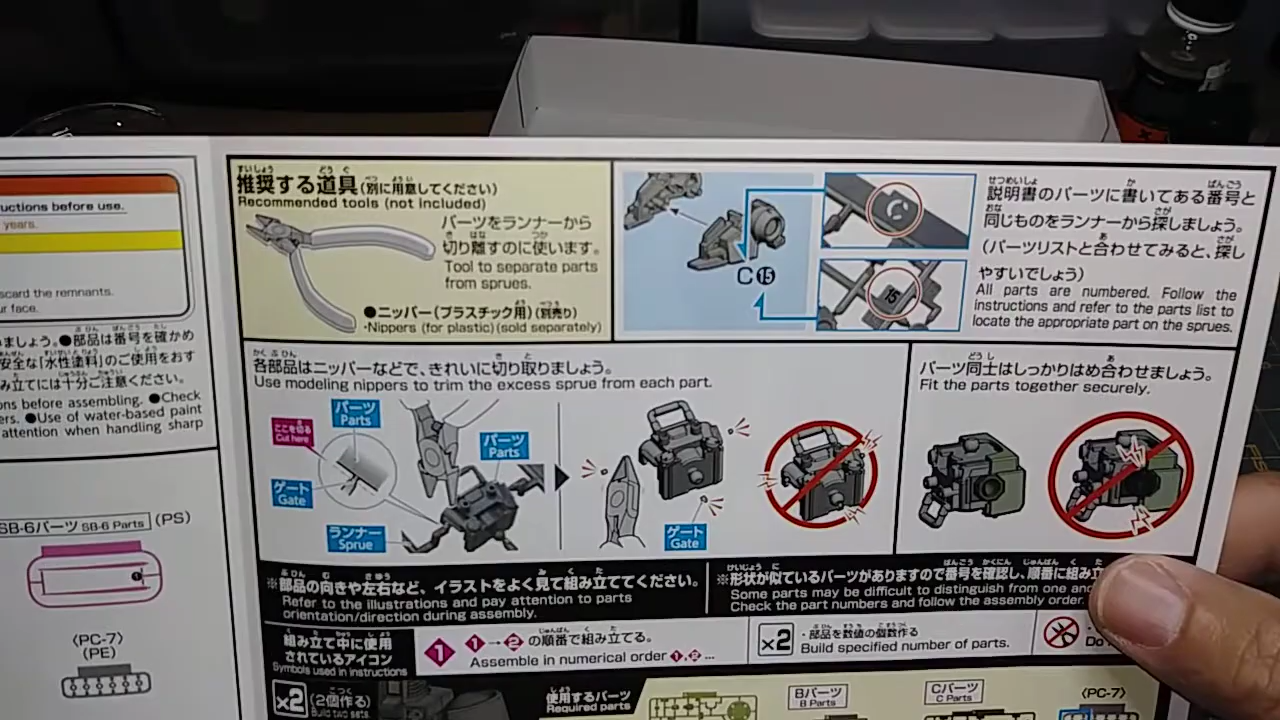 uctions before use.
years.
scard the remnants.
ur face.
ましょう。●部品は番号を確かめ
安全な「水性塗料」のご使用をおす
み立てには十分ご注意ください。
ons before assembling. ●Check
ers. ●Use of water-based paint
attention when handling sharp
SB-6パーツ SB-6 Parts (PS)
〈PC-7〉
(PE)
推奨する道具(別に用意してください)
Recommended tools (not included)
パーツをランナーから
切り離すのに使います。
Tool to separate parts
from sprues.
●ニッパー(プラスチック用)(別売り)
・Nippers (for plastic)(sold separately)
C⑮
15
説明書のパーツに書いてある番号と
同じものをランナーから探しましょう。
(パーツリストと合わせてみると、探し
やすいでしょう)
All parts are numbered. Follow the
instructions and refer to the parts list to
locate the appropriate part on the sprues.
各部品はニッパーなどで、きれいに切り取りましょう。
Use modeling nippers to trim the excess sprue from each part.
ここを切る
Cut here
パーツ
Parts
パーツ
Parts
ゲート
Gate
ランナー
Sprue
ゲート
Gate
パーツ同士はしっかりはめ合わせましょう。
Fit the parts together securely.
※部品の向きや左右など、イラストをよく見て組み立ててください。
Refer to the illustrations and pay attention to parts
orientation/direction during assembly.
※形状が似ているパーツがありますので番号を確認し、順番に組み立
Some parts may be difficult to distinguish from one an
Check the part numbers and follow the assembly order.
組み立て中に使用
されているアイコン
Symbols used in instructions
1 1→2の順番で組み立てる。
Assemble in numerical order 1,2...
×2 ・部品を数値の個数作る
Build specified number of parts.
Do
×2 (2個作る)
Build two sets.
使用するパーツ
Required parts
Bパーツ
B Parts
Cパーツ
C Parts
〈PC-7〉